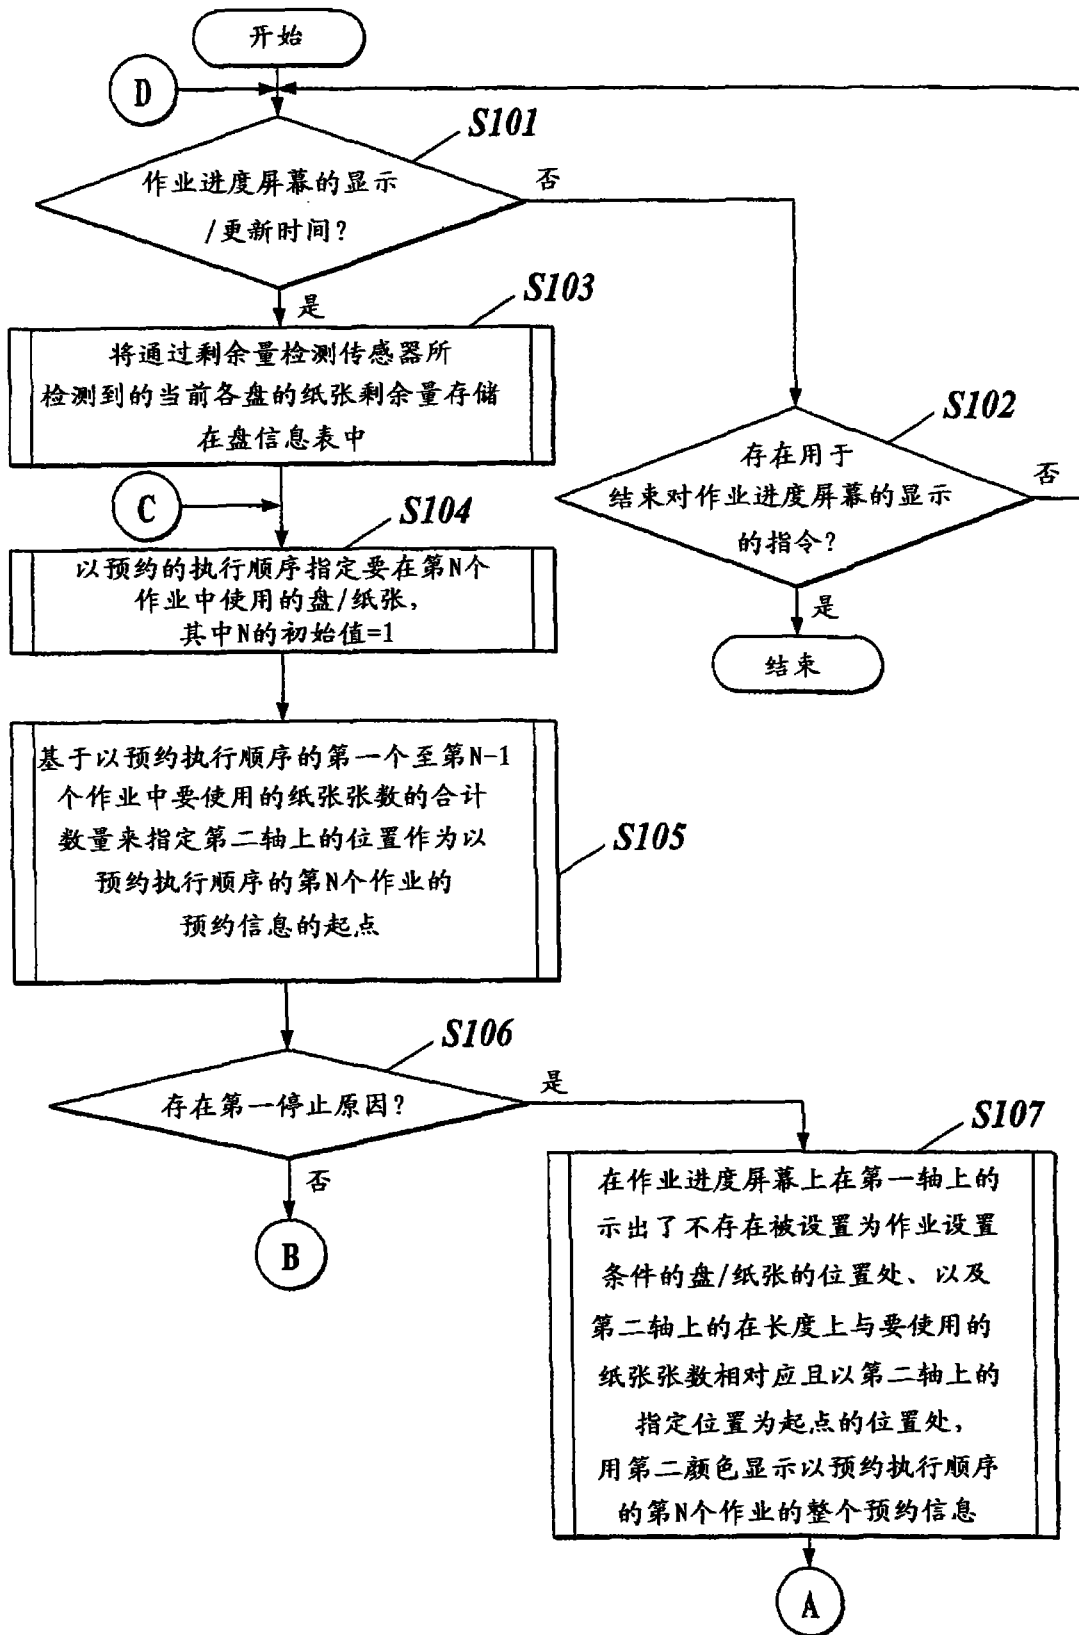 开始
D
S101
作业进度屏幕的显示
/更新时间?
否
是
S103
将通过剩余量检测传感器所
检测到的当前各盘的纸张剩余量存储
在盘信息表中
S102
存在用于
结束对作业进度屏幕的显示
的指令?
否
是
结束
C
S104
以预约的执行顺序指定要在第N个
作业中使用的盘/纸张,
其中N的初始值=1
基于以预约执行顺序的第一个至第N-1
个作业中要使用的纸张张数的合计
数量来指定第二轴上的位置作为以
预约执行顺序的第N个作业的
预约信息的起点
S105
S106
存在第一停止原因?
是
否
B
S107
在作业进度屏幕上在第一轴上的
示出了不存在被设置为作业设置
条件的盘/纸张的位置处、以及
第二轴上的在长度上与要使用的
纸张张数相对应且以第二轴上的
指定位置为起点的位置处,
用第二颜色显示以预约执行顺序
的第N个作业的整个预约信息
A